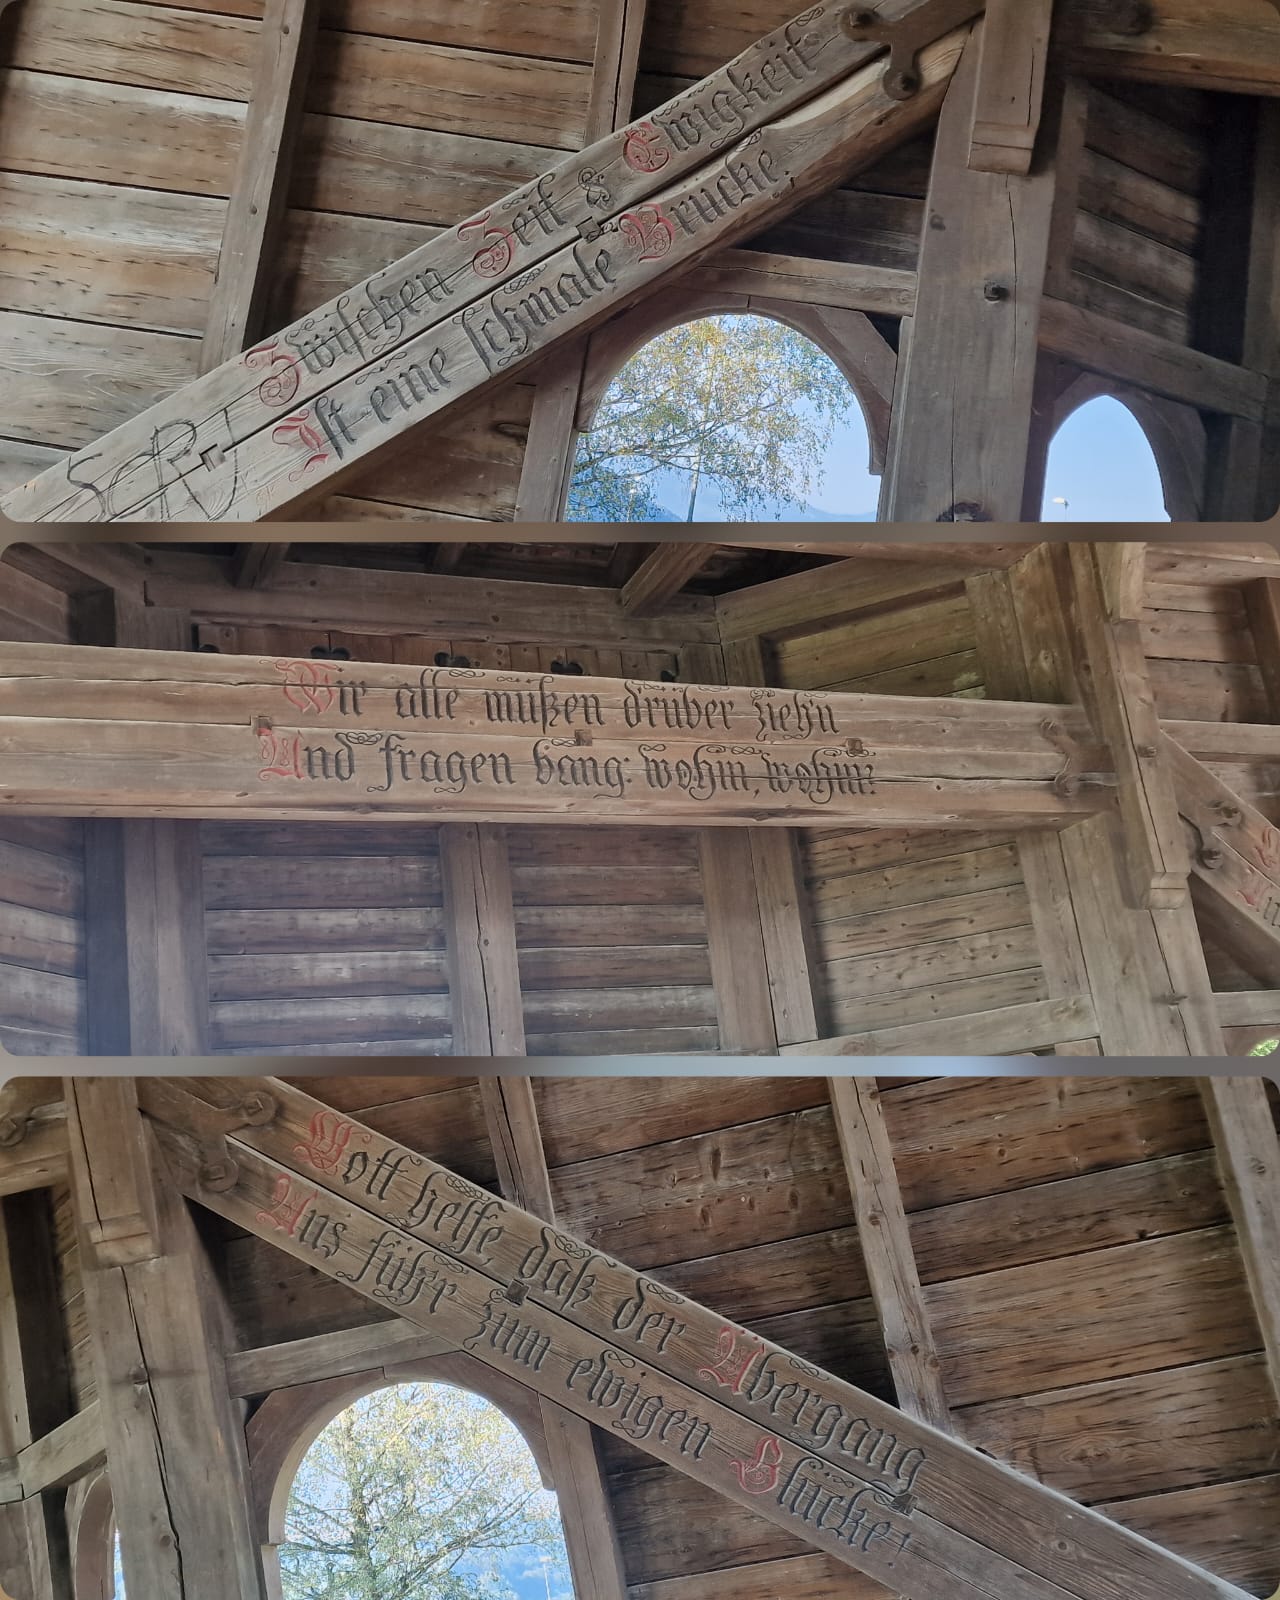 Zwischen Zeit & Ewigkeit
Ist eine schmale Brücke,
Wir alle müßen drüber zieh'n
Und fragen bang: wohin, wohin?
Gott helfe, daß der Übergang
Uns führ zum ewigen Glücke!